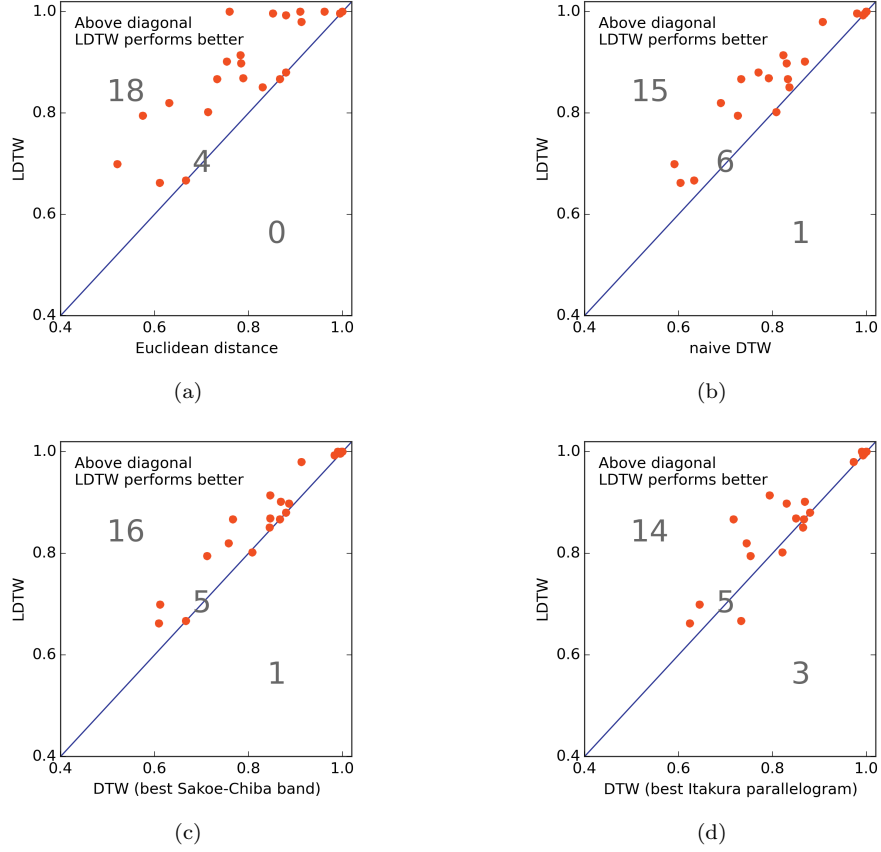 1.0
Above diagonal
LDTW performs better
18
0.8
LDTW
4
0.6
0
0.4
0.4 0.6 0.8 1.0
Euclidean distance
(a)
1.0
Above diagonal
LDTW performs better
15
0.8
LDTW
6
0.6
1
0.4
0.4 0.6 0.8 1.0
naive DTW
(b)
1.0
Above diagonal
LDTW performs better
16
0.8
LDTW
5
0.6
1
0.4
0.4 0.6 0.8 1.0
DTW (best Sakoe-Chiba band)
(c)
1.0
Above diagonal
LDTW performs better
14
0.8
LDTW
5
0.6
3
0.4
0.4 0.6 0.8 1.0
DTW (best Itakura parallelogram)
(d)